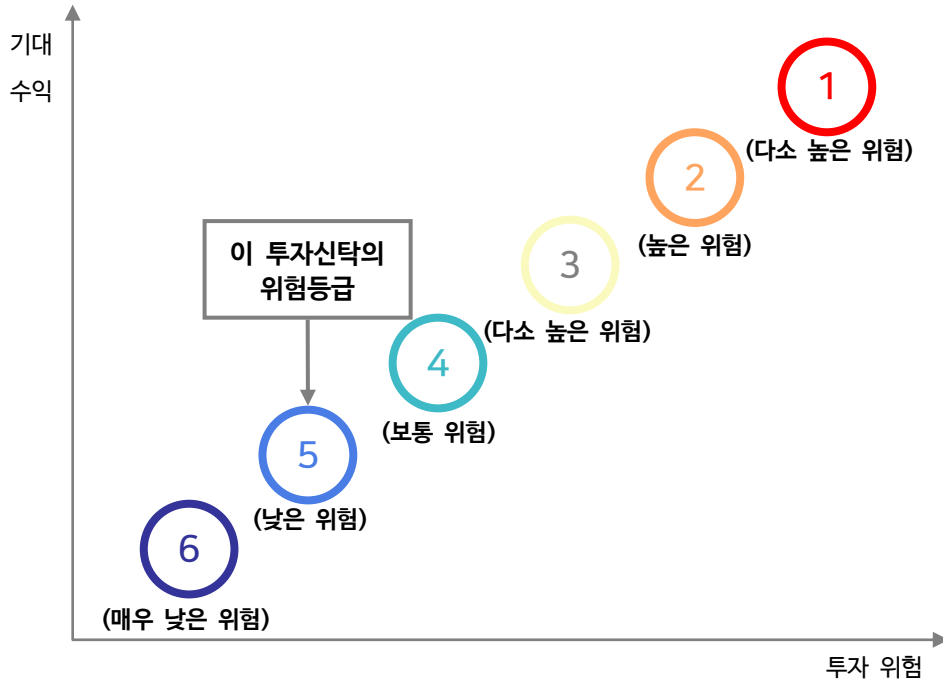 기대
수익
1
(다소 높은 위험)
2
(높은 위험)
이 투자신탁의
위험등급
3
(다소 높은 위험)
4
(보통 위험)
5
(낮은 위험)
6
(매우 낮은 위험)
투자 위험